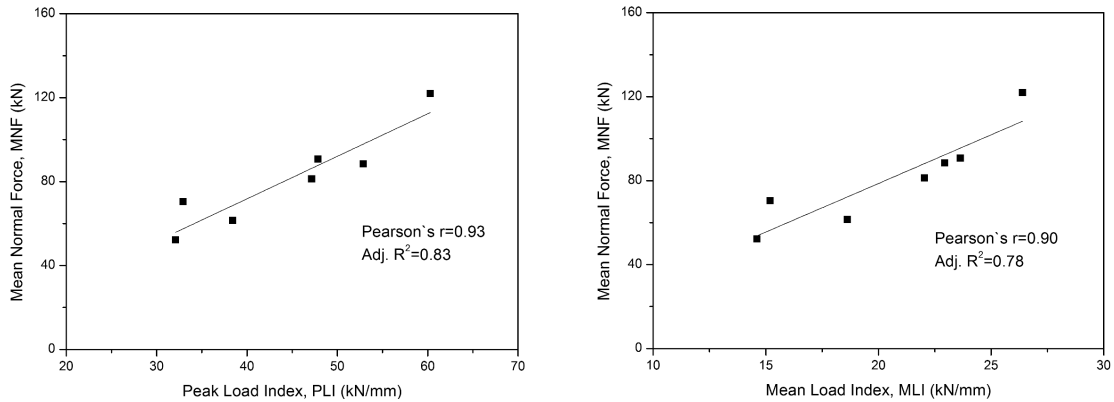 160
120
80
40
0
Mean Normal Force, MNF (kN)
Pearson`s r=0.93
Adj. R²=0.83
20 30 40 50 60 70
Peak Load Index, PLI (kN/mm)
160
120
80
40
0
Mean Normal Force, MNF (kN)
Pearson`s r=0.90
Adj. R²=0.78
10 15 20 25 30
Mean Load Index, MLI (kN/mm)